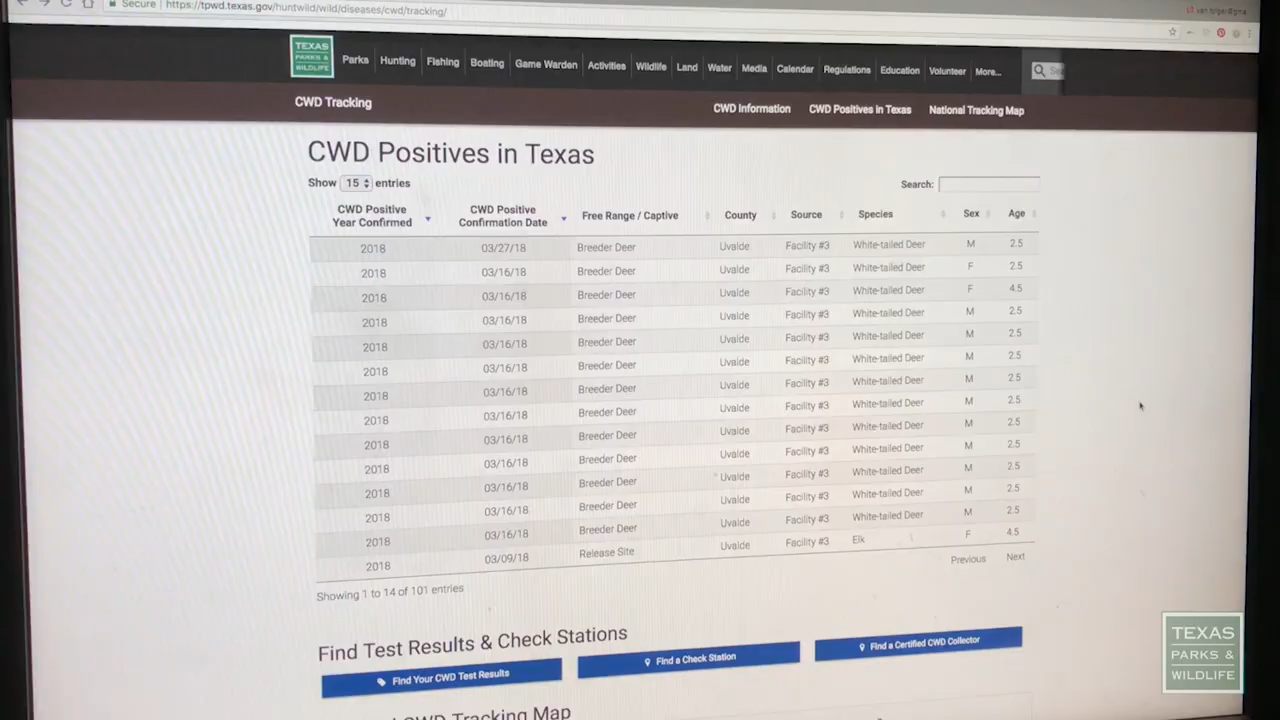 Secure https://tpwd.texas.gov/huntwild/wild/diseases/cwd/tracking/
TEXAS PARKS & WILDLIFE Parks Hunting Fishing Boating Game Warden Activities Wildlife Land Water Media Calendar Regulations Education Volunteer More...
CWD Tracking CWD Information CWD Positives in Texas National Tracking Map
CWD Positives in Texas
Show 15 entries Search:
CWD Positive Year Confirmed CWD Positive Confirmation Date Free Range / Captive County Source Species Sex Age
2018 03/27/18 Breeder Deer Uvalde Facility #3 White-tailed Deer M 2.5
2018 03/16/18 Breeder Deer Uvalde Facility #3 White-tailed Deer F 2.5
2018 03/16/18 Breeder Deer Uvalde Facility #3 White-tailed Deer F 4.5
2018 03/16/18 Breeder Deer Uvalde Facility #3 White-tailed Deer M 2.5
2018 03/16/18 Breeder Deer Uvalde Facility #3 White-tailed Deer M 2.5
2018 03/16/18 Breeder Deer Uvalde Facility #3 White-tailed Deer M 2.5
2018 03/16/18 Breeder Deer Uvalde Facility #3 White-tailed Deer M 2.5
2018 03/16/18 Breeder Deer Uvalde Facility #3 White-tailed Deer M 2.5
2018 03/16/18 Breeder Deer Uvalde Facility #3 White-tailed Deer M 2.5
2018 03/16/18 Breeder Deer Uvalde Facility #3 White-tailed Deer M 2.5
2018 03/16/18 Breeder Deer Uvalde Facility #3 White-tailed Deer M 2.5
2018 03/16/18 Breeder Deer Uvalde Facility #3 White-tailed Deer M 2.5
2018 03/16/18 Breeder Deer Uvalde Facility #3 White-tailed Deer M 2.5
2018 03/09/18 Release Site Uvalde Facility #3 Elk F 4.5
Showing 1 to 14 of 101 entries Previous Next
Find Test Results & Check Stations
Find Your CWD Test Results Find a Check Station Find a Certified CWD Collector
CWD Tracking Map
TEXAS
PARKS &
WILDLIFE